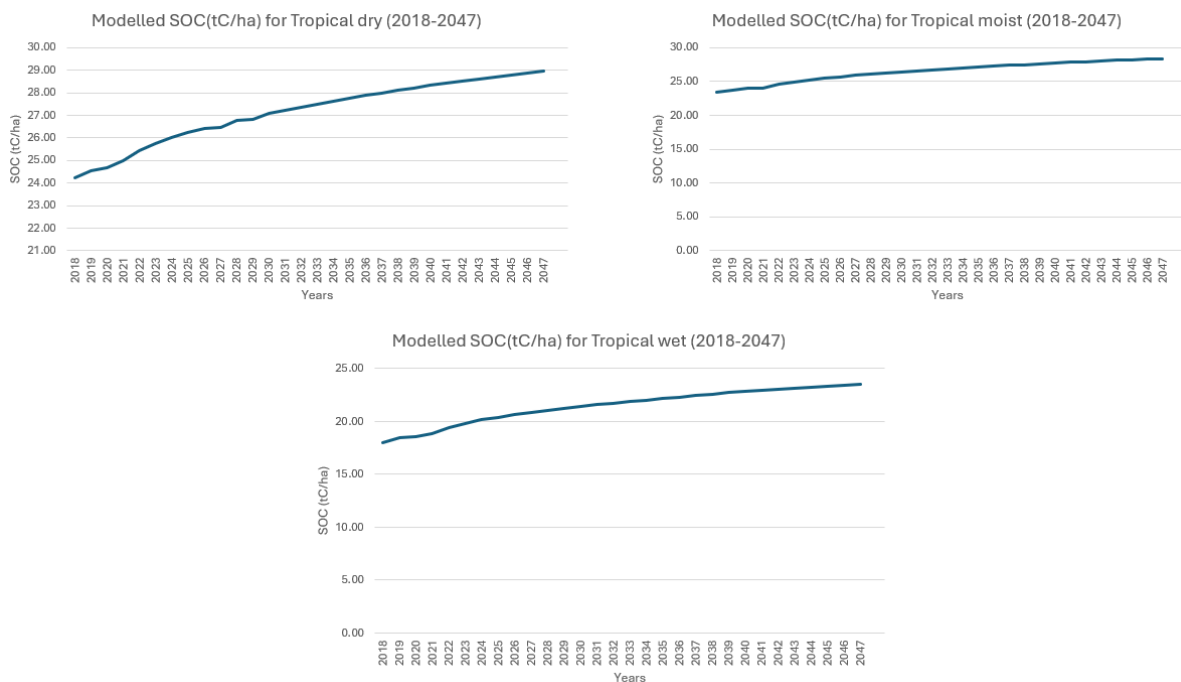 Modelled SOC(tC/ha) for Tropical dry (2018-2047)
30.00
29.00
28.00
27.00
26.00
25.00
24.00
23.00
22.00
21.00
SOC (tC/ha)
2018 2019 2020 2021 2022 2023 2024 2025 2026 2027 2028 2029 2030 2031 2032 2033 2034 2035 2036 2037 2038 2039 2040 2041 2042 2043 2044 2045 2046 2047
Years
Modelled SOC(tC/ha) for Tropical moist (2018-2047)
30.00
25.00
20.00
15.00
10.00
5.00
0.00
SOC (tC/ha)
2018 2019 2020 2021 2022 2023 2024 2025 2026 2027 2028 2029 2030 2031 2032 2033 2034 2035 2036 2037 2038 2039 2040 2041 2042 2043 2044 2045 2046 2047
Years
Modelled SOC(tC/ha) for Tropical wet (2018-2047)
25.00
20.00
15.00
10.00
5.00
0.00
SOC (tC/ha)
2018 2019 2020 2021 2022 2023 2024 2025 2026 2027 2028 2029 2030 2031 2032 2033 2034 2035 2036 2037 2038 2039 2040 2041 2042 2043 2044 2045 2046 2047
Years